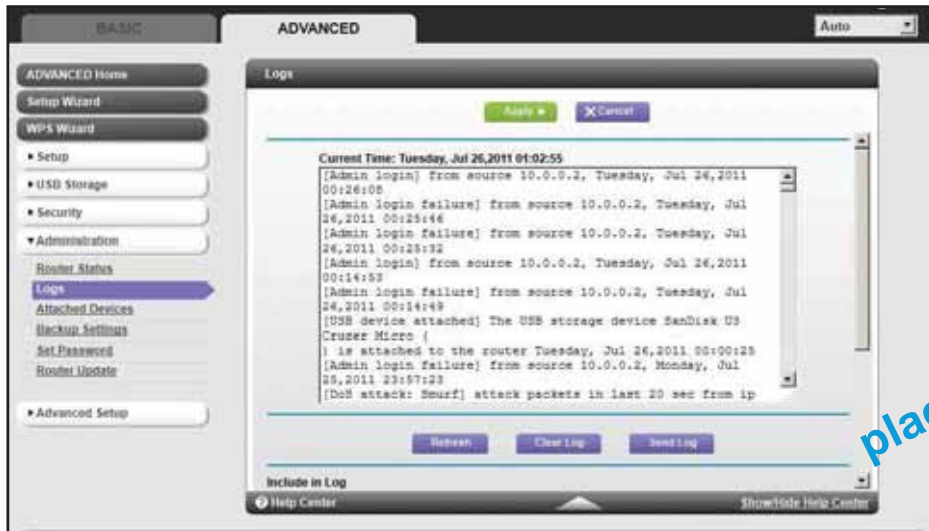 BASIC
ADVANCED
Auto
ADVANCED Home
Setup Wizard
WPS Wizard
Setup
USB Storage
Security
Administration
Router Status
Logs
Attached Devices
Backup Settings
Set Password
Router Update
Advanced Setup
Logs
Apply
Cancel
Current Time: Tuesday, Jul 26,2011 01:02:55
[Admin login] from source 10.0.0.2, Tuesday, Jul 26,2011
00:26:08
[Admin login failure] from source 10.0.0.2, Tuesday, Jul
26,2011 00:25:46
[Admin login failure] from source 10.0.0.2, Tuesday, Jul
26,2011 00:25:32
[Admin login] from source 10.0.0.2, Tuesday, Jul 26,2011
00:14:53
[Admin login failure] from source 10.0.0.2, Tuesday, Jul
26,2011 00:14:49
[USB device attached] The USB storage device SanDisk U3
Cruzer Micro (
) is attached to the router Tuesday, Jul 26,2011 00:00:25
[Admin login failure] from source 10.0.0.2, Monday, Jul
25,2011 23:57:23
[DoS attack: Smurf] attack packets in last 20 sec from ip
Refresh
Clear Log
Send Log
Include in Log
Help Center
Show/Hide Help Center
plac